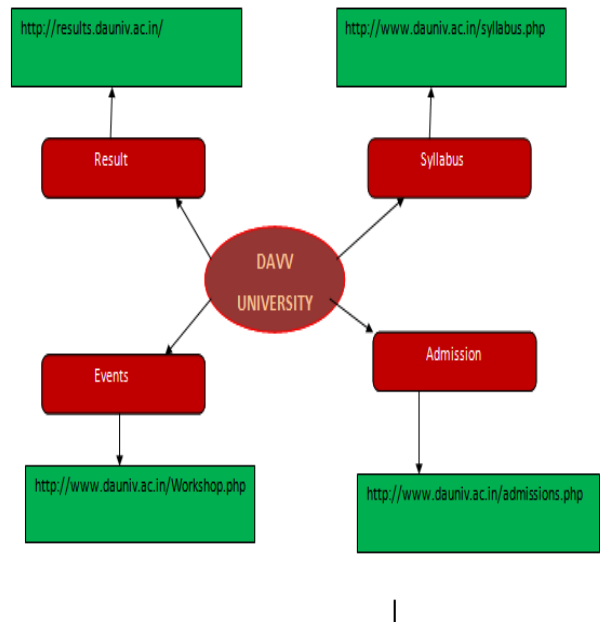 http://results.dauniv.ac.in/
http://www.dauniv.ac.in/syllabus.php
Result
Syllabus
DAVV
UNIVERSITY
Events
Admission
http://www.dauniv.ac.in/Workshop.php
http://www.dauniv.ac.in/admissions.php